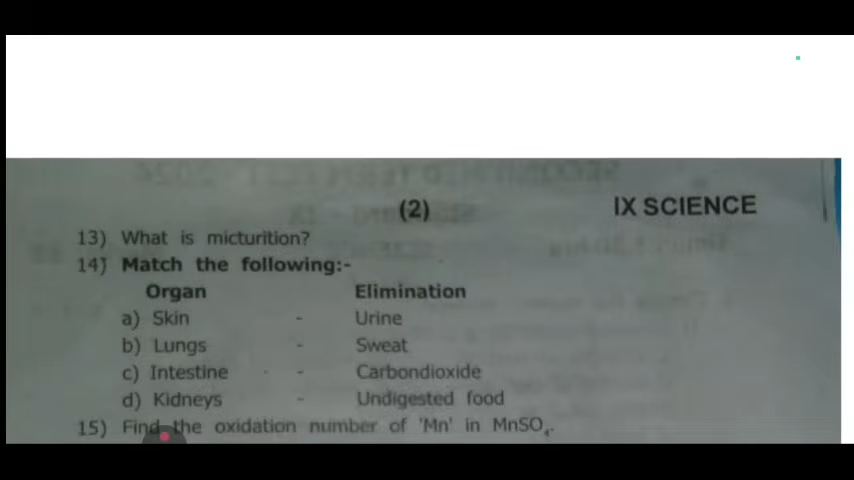 (2) IX SCIENCE
13) What is micturition?
14) Match the following:-
Organ Elimination
a) Skin - Urine
b) Lungs - Sweat
c) Intestine - Carbondioxide
d) Kidneys - Undigested food
15) Find the oxidation number of 'Mn' in MnSO₄.